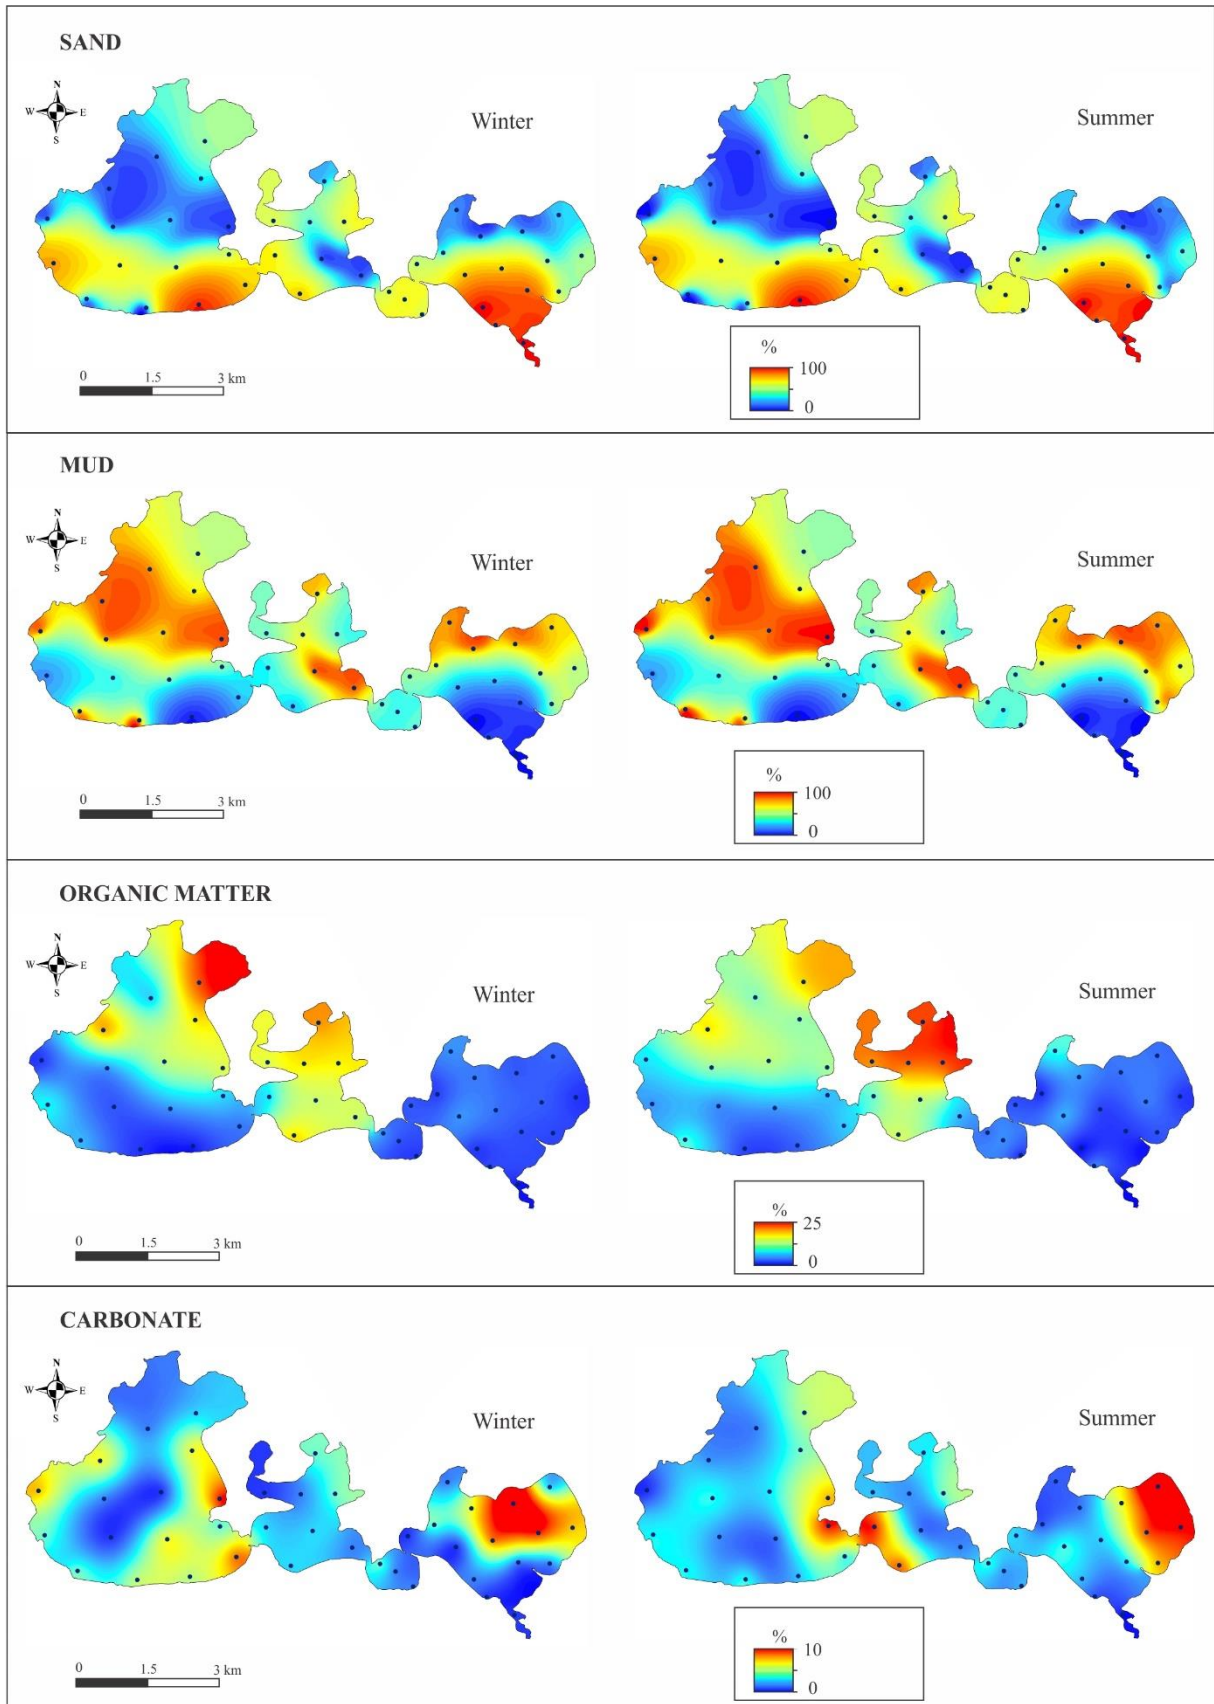 SAND
N
W E
S
Winter
Summer
0 1.5 3 km
%
100
0
MUD
N
W E
S
Winter
Summer
0 1.5 3 km
%
100
0
ORGANIC MATTER
N
W E
S
Winter
Summer
0 1.5 3 km
%
25
0
CARBONATE
N
W E
S
Winter
Summer
0 1.5 3 km
%
10
0